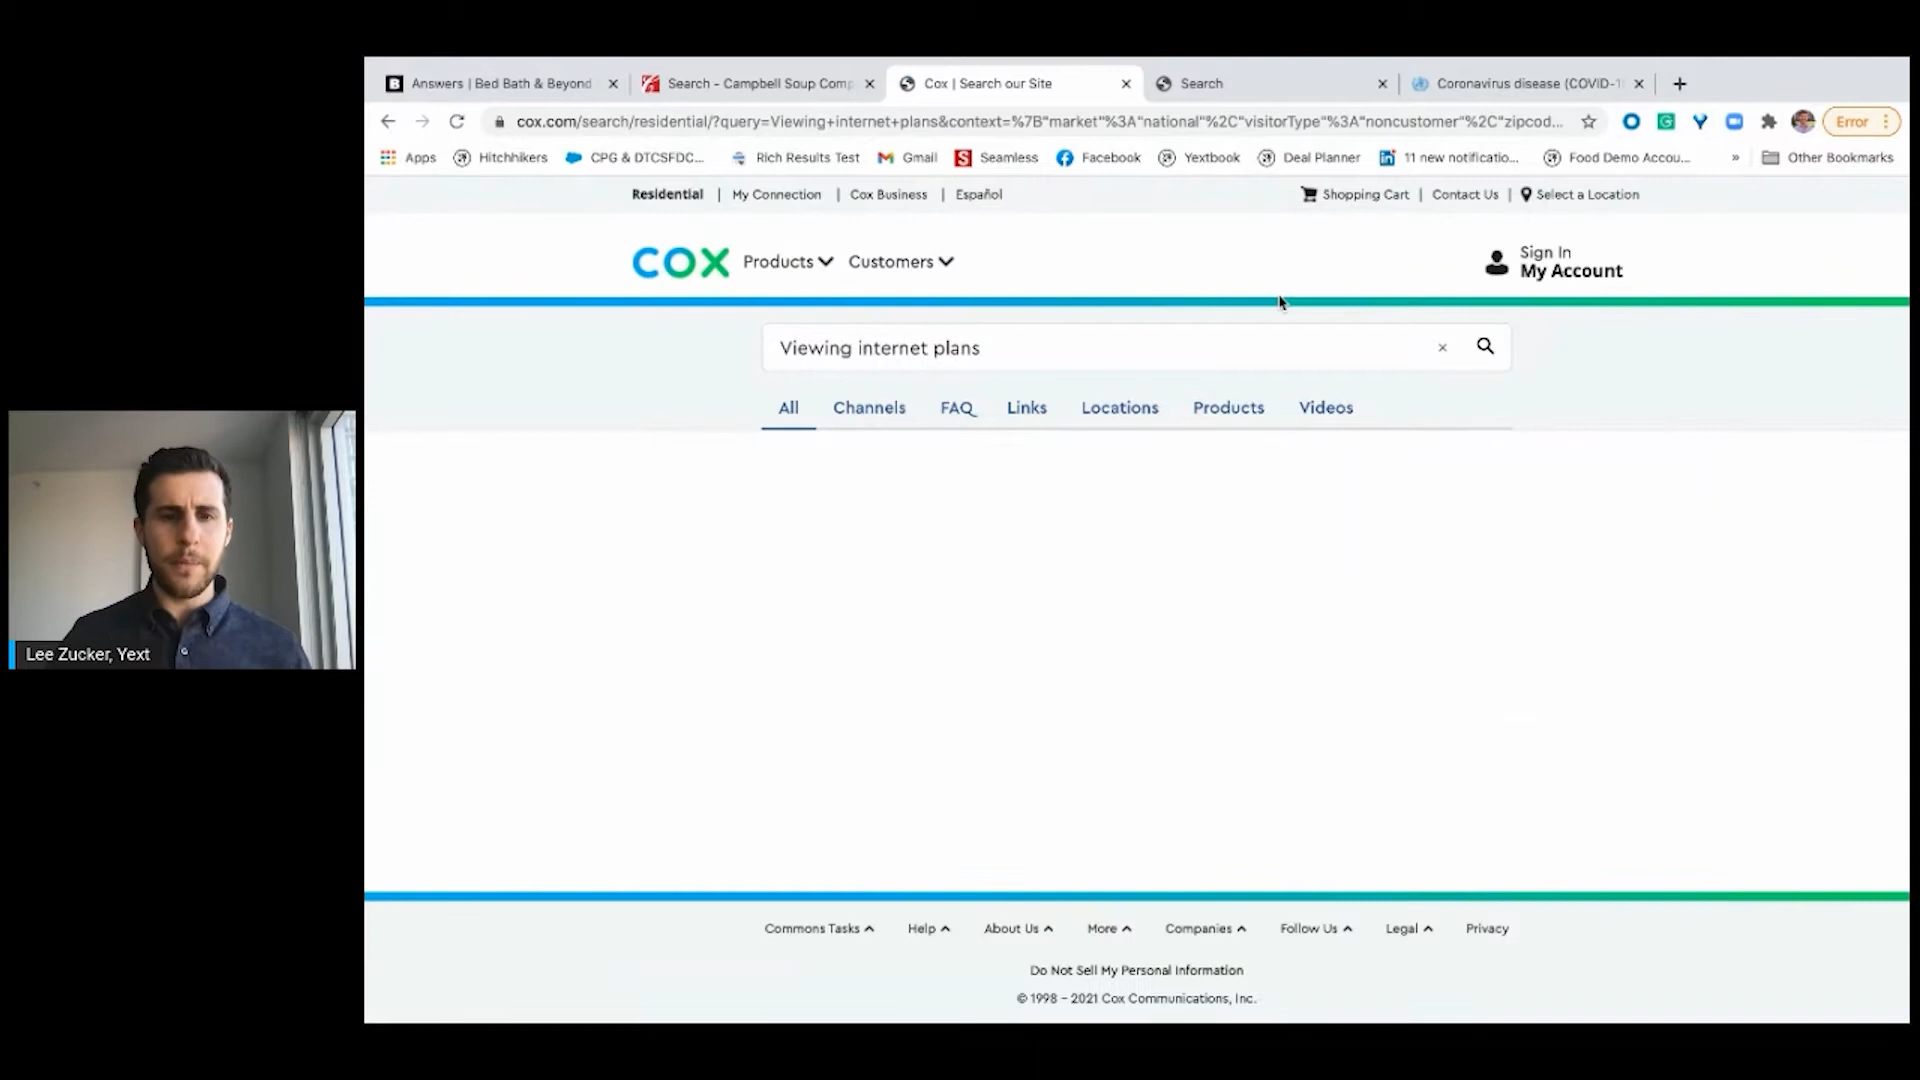 Answers | Bed Bath & Beyond
Search - Campbell Soup Comp
Cox | Search our Site
Search
Coronavirus disease (COVID-1
cox.com/search/residential/?query=Viewing+internet+plans&context=%7B"market"%3A"national"%2C"visitorType"%3A"noncustomer"%2C"zipcod...
Error
Apps
Hitchhikers
CPG & DTCSFDC...
Rich Results Test
Gmail
Seamless
Facebook
Yextbook
Deal Planner
11 new notificatio...
Food Demo Accou...
»
Other Bookmarks
Residential | My Connection | Cox Business | Español
Shopping Cart | Contact Us | Select a Location
COX
Products
Customers
Sign In
My Account
Viewing internet plans
All
Channels
FAQ
Links
Locations
Products
Videos
Lee Zucker, Yext
Commons Tasks
Help
About Us
More
Companies
Follow Us
Legal
Privacy
Do Not Sell My Personal Information
© 1998 - 2021 Cox Communications, Inc.